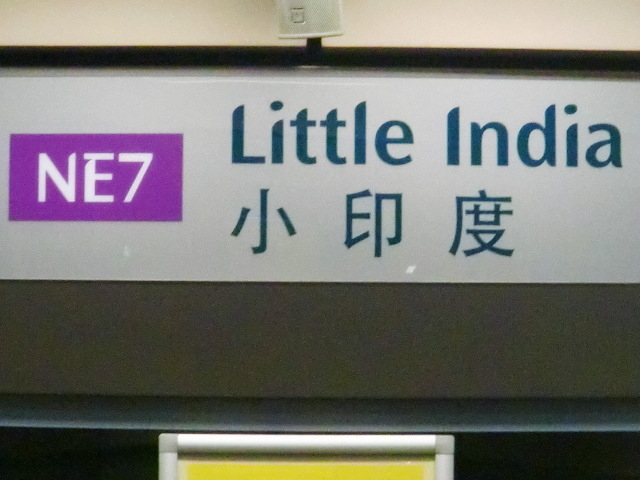 NE7
Little India
小印度